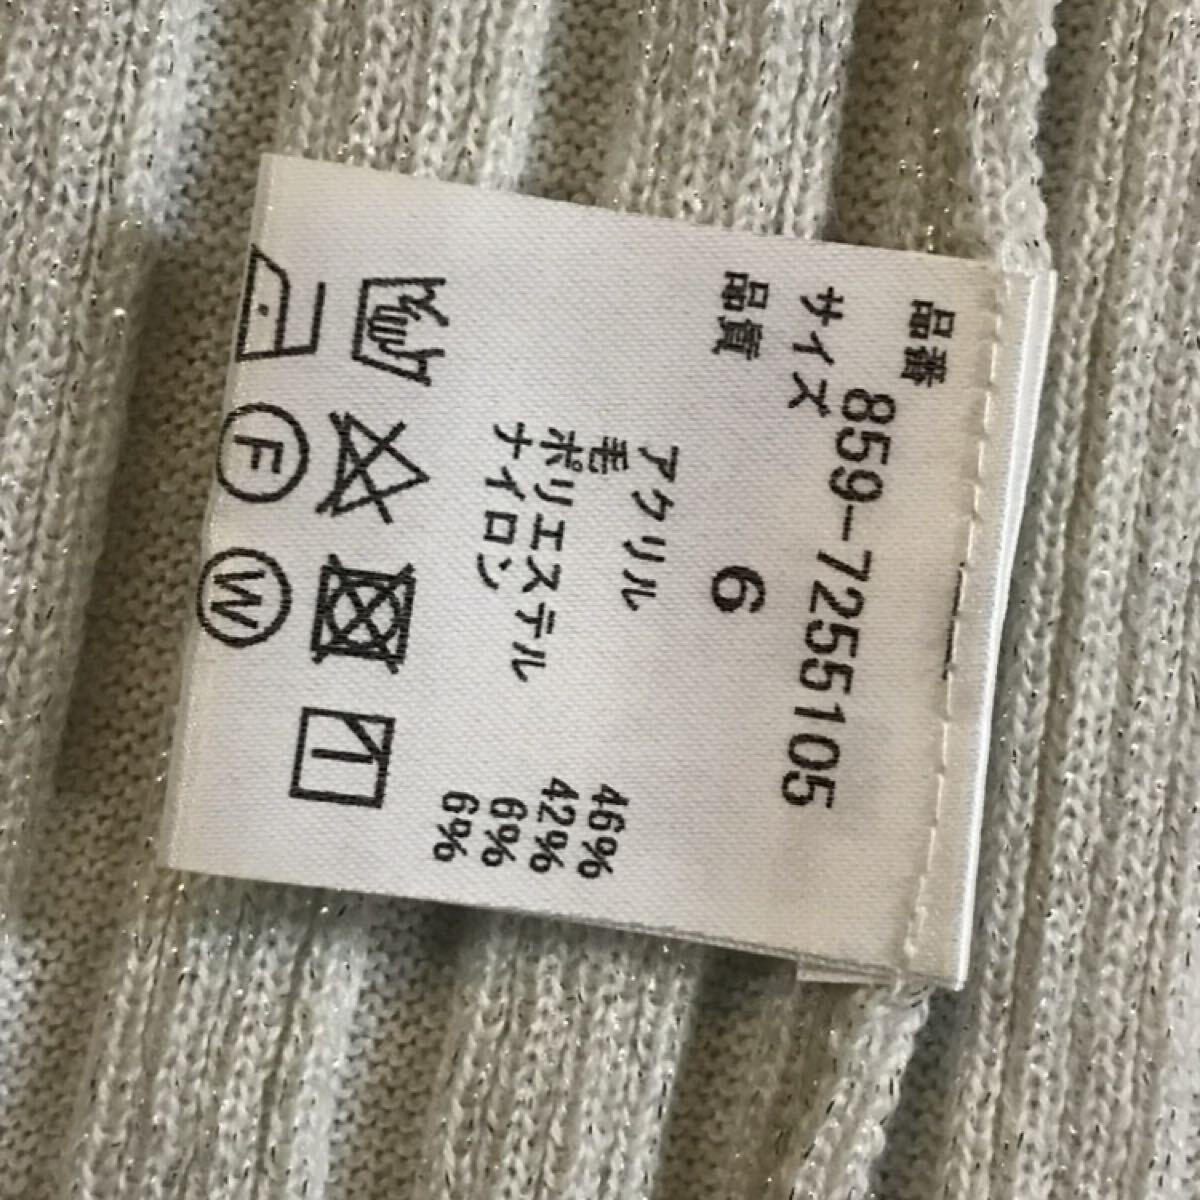 品番 859-7255105
サイズ 6
品質
アクリル 46%
毛 42%
ポリエステル 6%
ナイロン 6%
F W